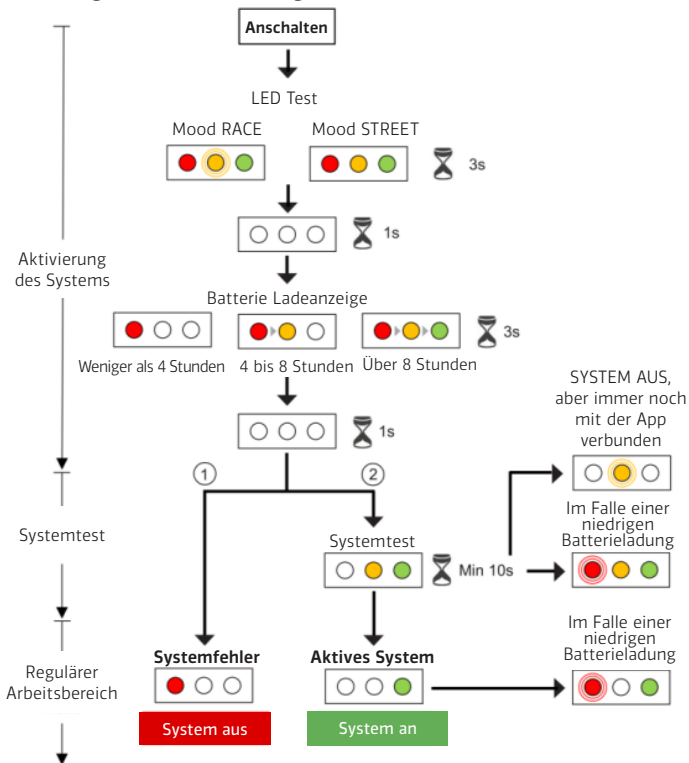 Anschalten
LED Test
Mood RACE
Mood STREET
3s
1s
Aktivierung
des Systems
Batterie Ladeanzeige
3s
Weniger als 4 Stunden
4 bis 8 Stunden
Über 8 Stunden
1s
SYSTEM AUS,
aber immer noch
mit der App
verbunden
1
2
Systemtest
Systemtest
Min 10s
Im Falle einer
niedrigen
Batterieladung
Regulärer
Arbeitsbereich
Systemfehler
Aktives System
Im Falle einer
niedrigen
Batterieladung
System aus
System an